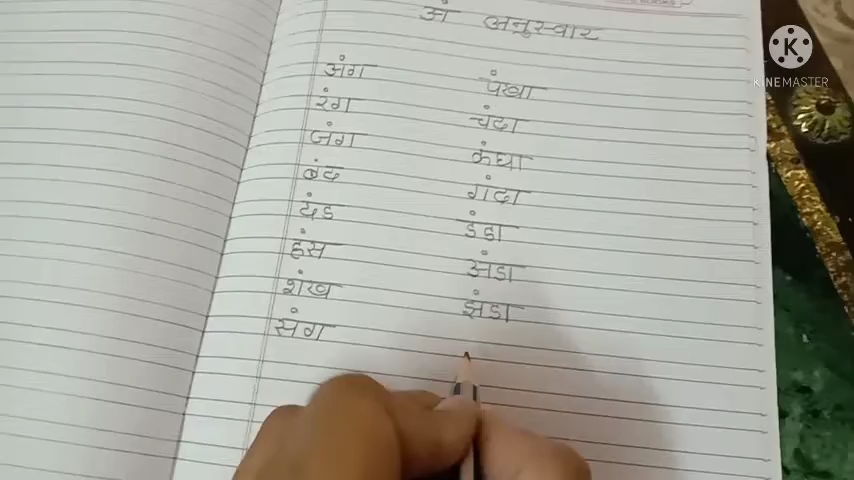 अं अनुस्वार
अंग पंखा
रंग चंदा
जंग कंघा
बंद गंदा
दंड डंडा
हंस अंडा
शंख झंडा
संग
K
KINEMASTER